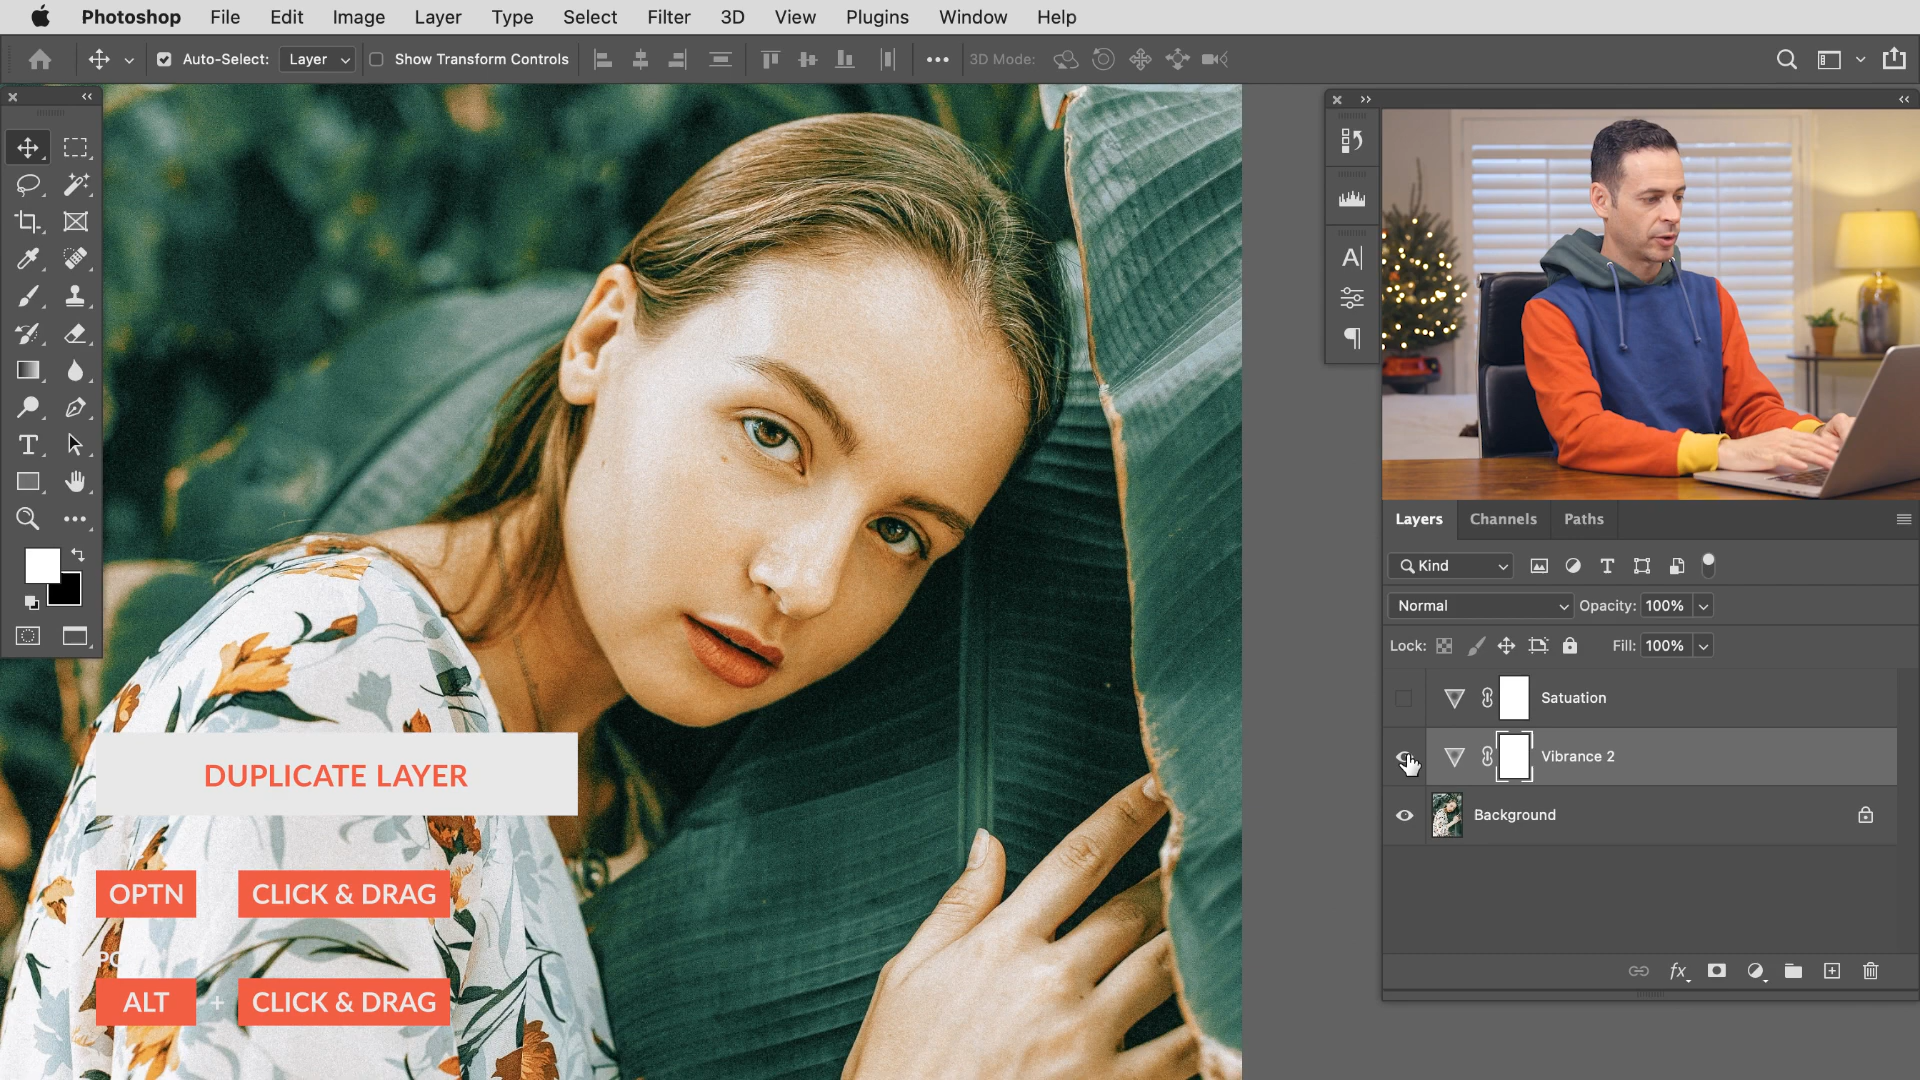 Photoshop File Edit Image Layer Type Select Filter 3D View Plugins Window Help
Auto-Select: Layer Show Transform Controls 3D Mode:
Layers Channels Paths
Kind
Normal Opacity: 100%
Lock: Fill: 100%
Satuation
Vibrance 2
Background
DUPLICATE LAYER
OPTN CLICK & DRAG
PC
ALT + CLICK & DRAG